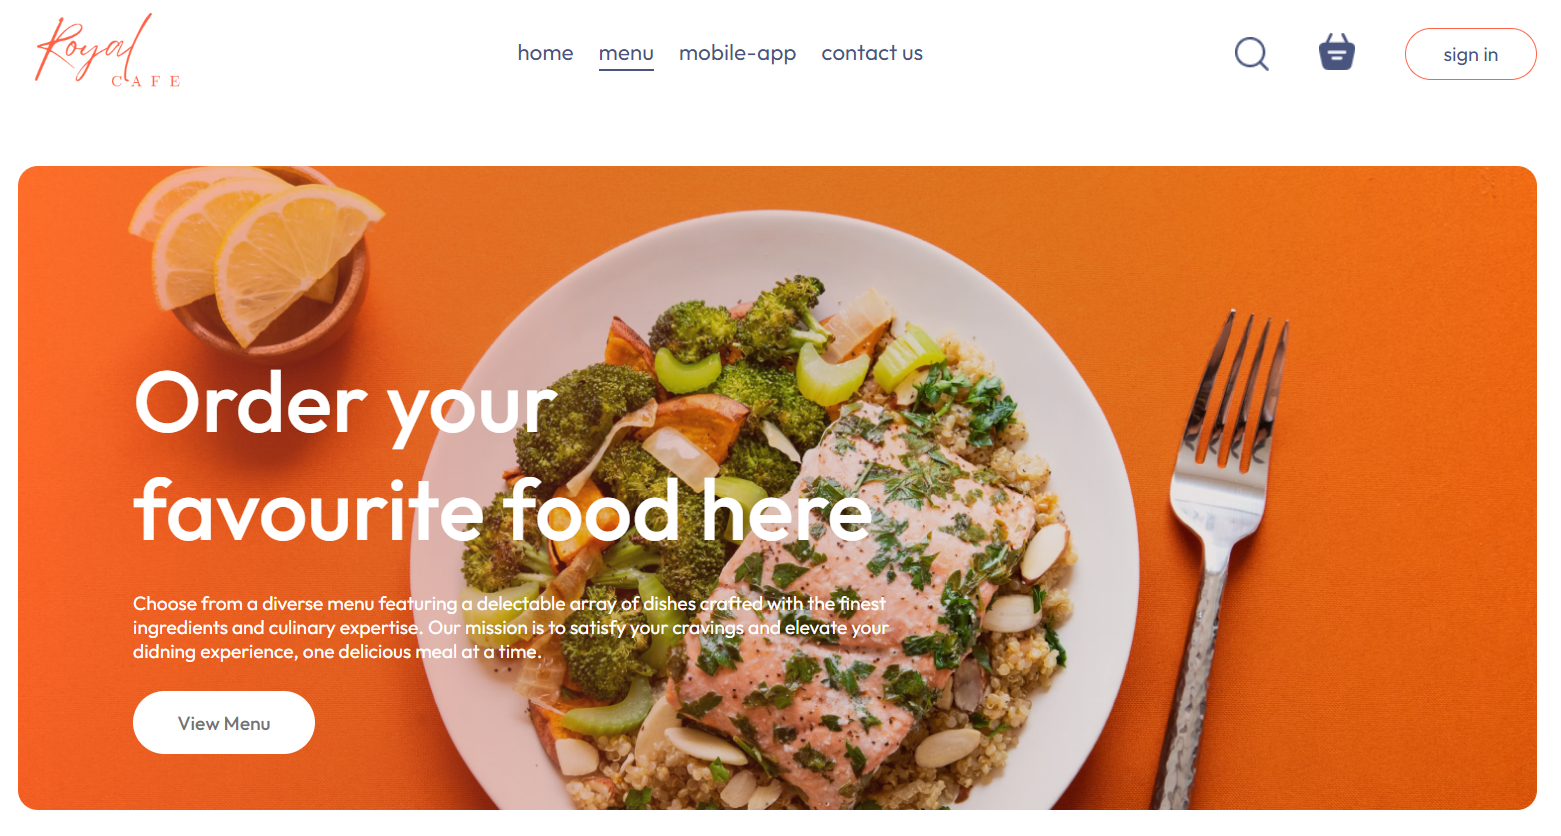 Royal
CAFE
home menu mobile-app contact us
sign in
Order your
favourite food here
Choose from a diverse menu featuring a delectable array of dishes crafted with the finest
ingredients and culinary expertise. Our mission is to satisfy your cravings and elevate your
didning experience, one delicious meal at a time.
View Menu